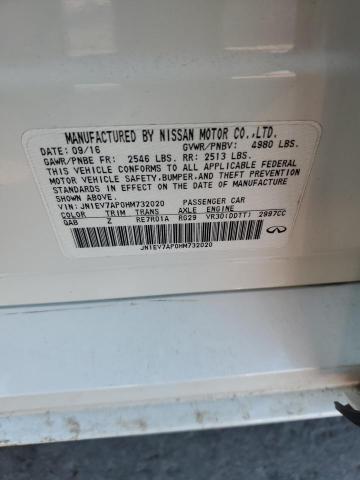 MANUFACTURED BY NISSAN MOTOR CO.,LTD.
DATE: 09/16 GVWR/PNBV: 4980 LBS.
GAWR/PNBE FR: 2546 LBS. RR: 2513 LBS.
THIS VEHICLE CONFORMS TO ALL APPLICABLE FEDERAL
MOTOR VEHICLE SAFETY, BUMPER, AND THEFT PREVENTION
STANDARDS IN EFFECT ON THE DATE OF MANUFACTURE
SHOWN ABOVE.
VIN: JN1EV7AP0HM732020 PASSENGER CAR
COLOR TRIM TRANS AXLE ENGINE
QAB Z RE7R01A RG29 VR30(DDTT) 2997CC
JN1EV7AP0HM732020